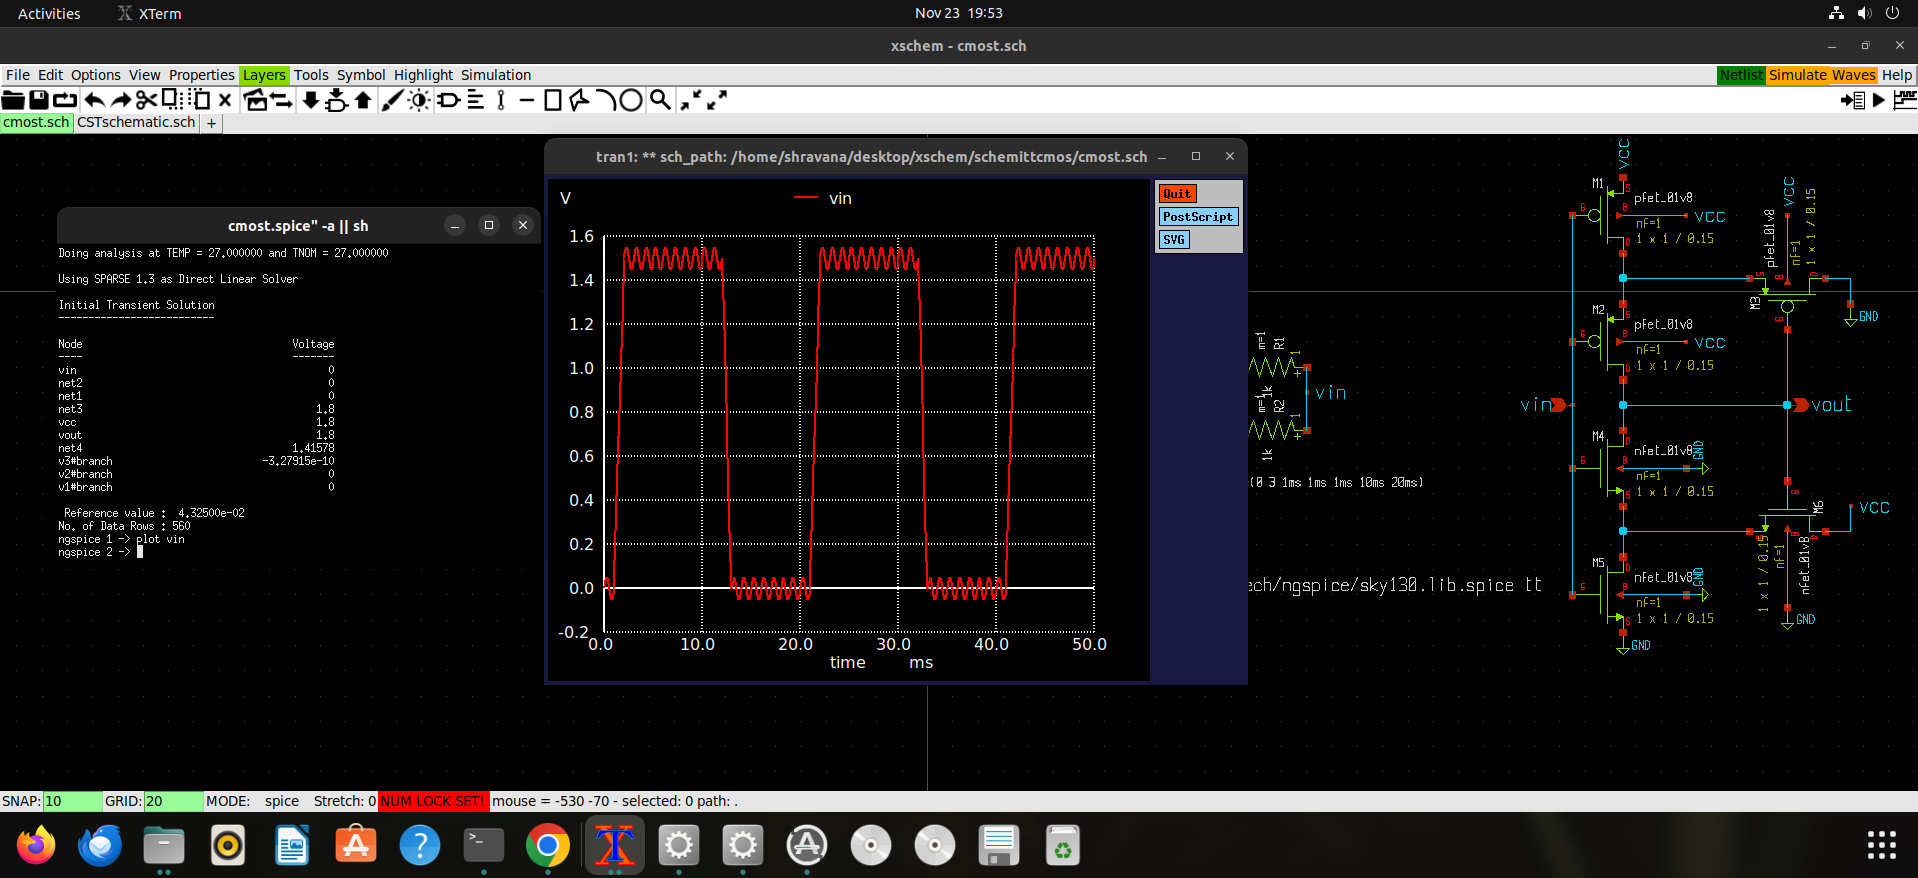 Activities
XTerm
Nov 23 19:53
xschem - cmost.sch
File Edit Options View Properties Layers Tools Symbol Highlight Simulation
Netlist Simulate Waves Help
cmost.sch CSTschematic.sch +
cmost.spice" -a || sh
Doing analysis at TEMP = 27.000000 and TNOM = 27.000000
Using SPARSE 1.3 as Direct Linear Solver
Initial Transient Solution
--------------------------
Node Voltage
---- -------
vin 0
net2 0
net1 0
net3 1.8
vcc 1.8
vout 1.8
net4 1.41578
v3#branch -3.27915e-10
v2#branch 0
v1#branch 0
Reference value : 4.32500e-02
No. of Data Rows : 560
ngspice 1 -> plot vin
ngspice 2 ->
tran1: ** sch_path: /home/shravana/desktop/xschem/schemittcmos/cmost.sch
Quit
PostScript
SVG
V
vin
1.6
1.4
1.2
1.0
0.8
0.6
0.4
0.2
0.0
-0.2
0.0 10.0 20.0 30.0 40.0 50.0
time ms
m=1
R1
1
1k
vin
m=1
R2
1
1k
(0 3 1ms 1ms 1ms 10ms 20ms)
ech/ngspice/sky130.lib.spice tt
VCC
M1
pfet_01v8
G
S
B
D
VCC
nf=1
1 x 1 / 0.15
M2
pfet_01v8
G
S
B
D
VCC
nf=1
1 x 1 / 0.15
VCC
pfet_01v8
nf=1
1 x 1 / 0.15
S
B
D
G
M3
GND
vin
vout
M4
nfet_01v8
G
D
B
S
GND
nf=1
1 x 1 / 0.15
M5
nfet_01v8
G
D
B
S
GND
nf=1
1 x 1 / 0.15
GND
M6
G
S
B
D
VCC
nfet_01v8
nf=1
1 x 1 / 0.15
GND
SNAP: 10 GRID: 20 MODE: spice Stretch: 0 NUM LOCK SET! mouse = -530 -70 - selected: 0 path: .